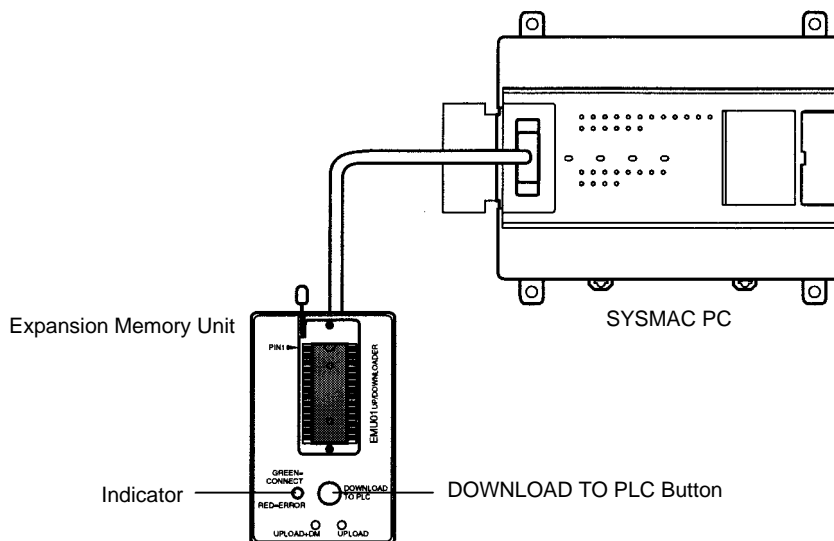 SYSMAC PC
Expansion Memory Unit
PIN1
EMU01 UP/DOWNLOADER
GREEN=
CONNECT
RED=ERROR
DOWNLOAD
TO PLC
Indicator
DOWNLOAD TO PLC Button
UPLOAD+DM
UPLOAD